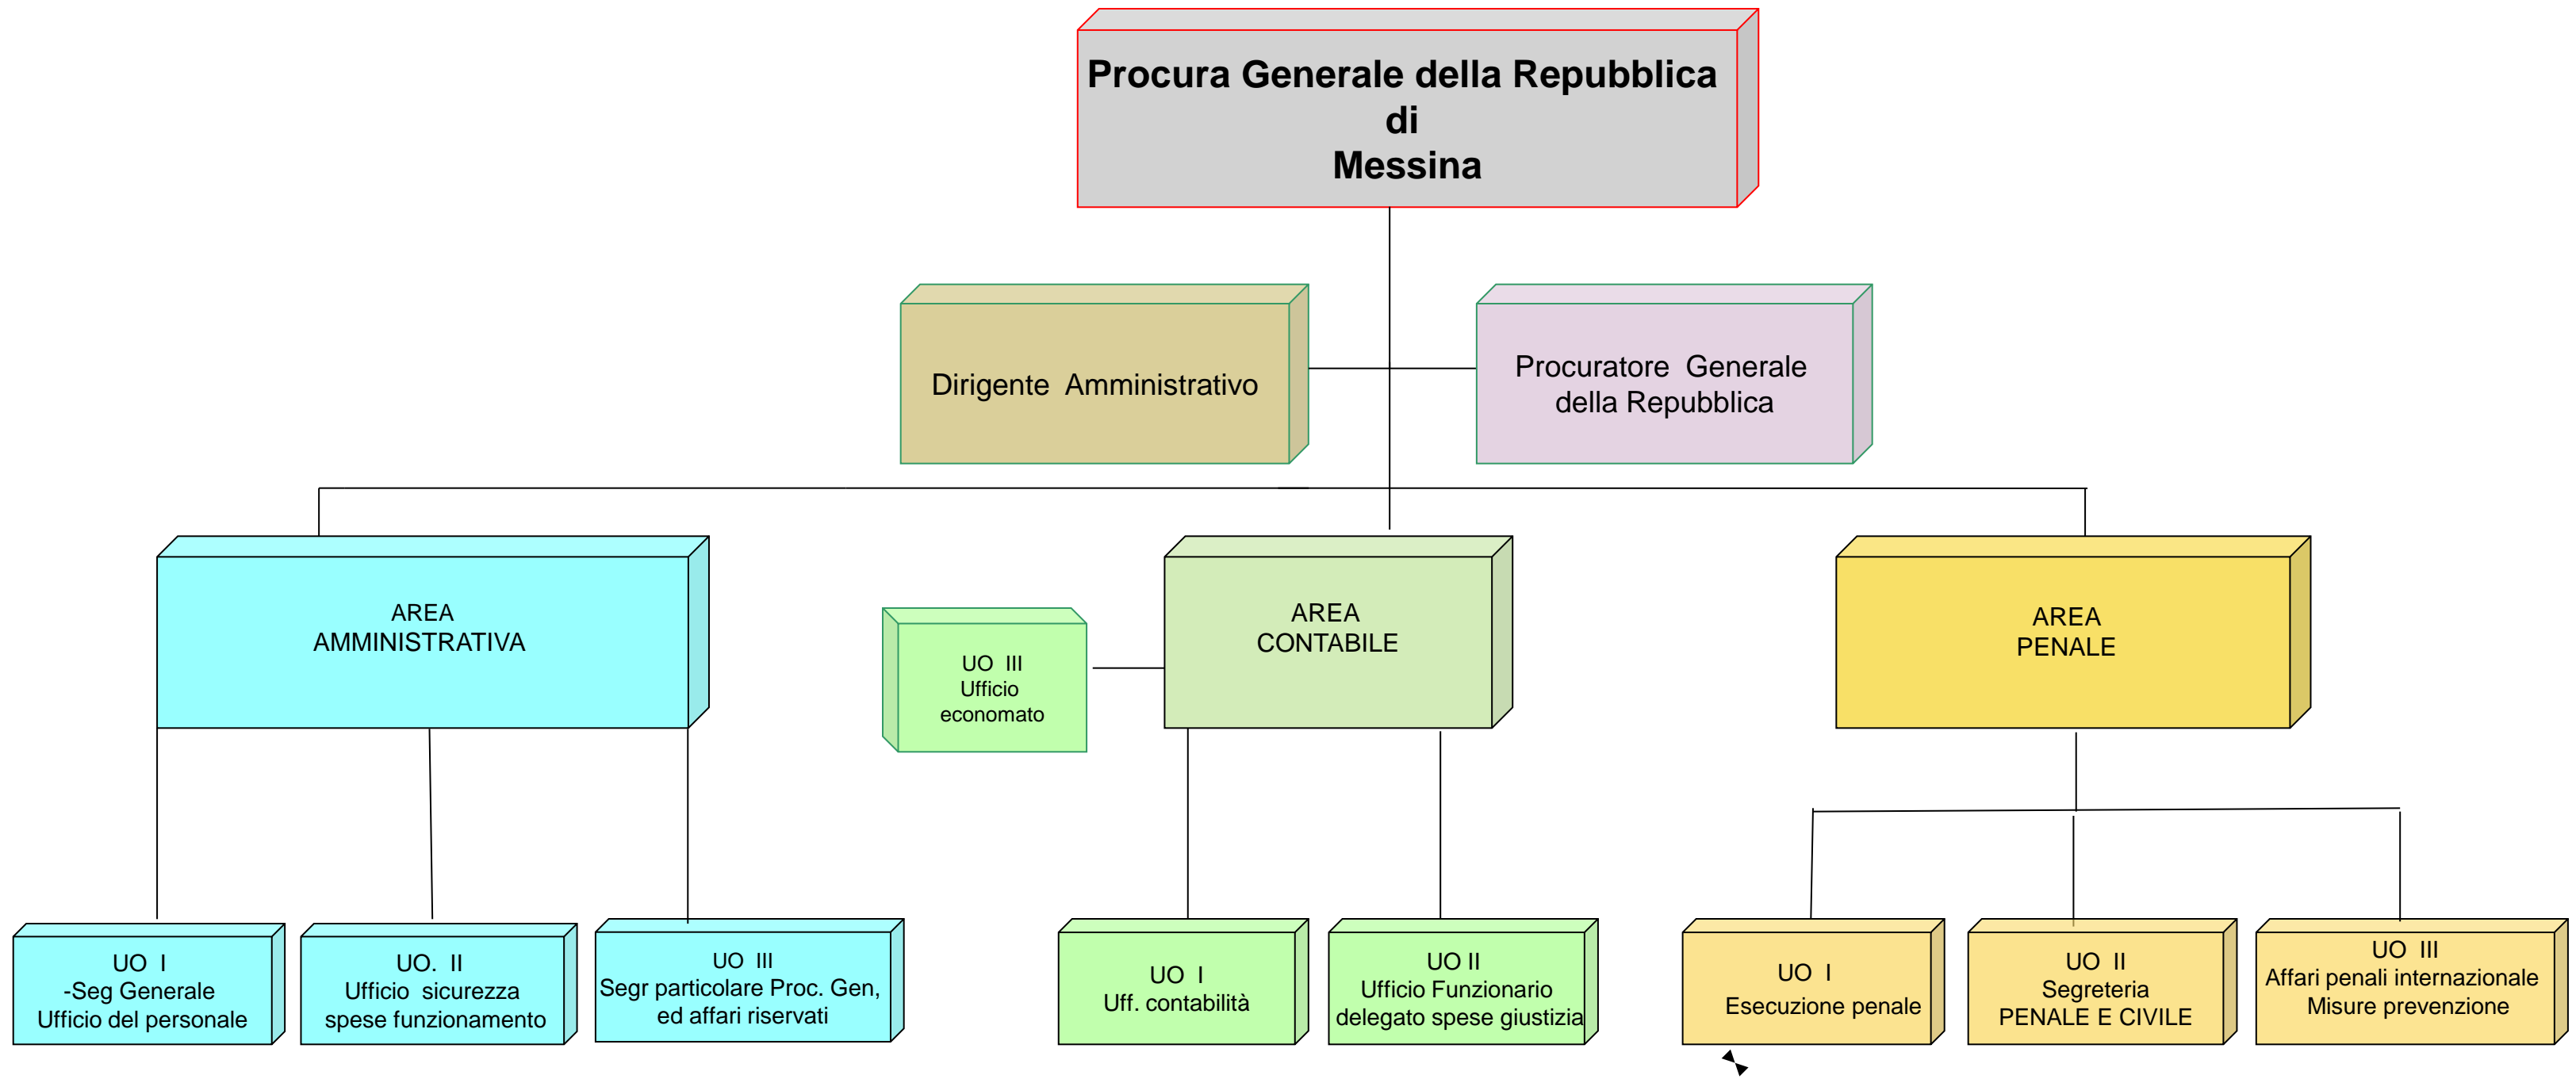 Procura Generale della Repubblica
di
Messina
Dirigente Amministrativo
Procuratore Generale
della Repubblica
AREA
AMMINISTRATIVA
UO III
Ufficio
economato
AREA
CONTABILE
AREA
PENALE
UO I
-Seg Generale
Ufficio del personale
UO. II
Ufficio sicurezza
spese funzionamento
UO III
Segr particolare Proc. Gen,
ed affari riservati
UO I
Uff. contabilità
UO II
Ufficio Funzionario
delegato spese giustizia
UO I
Esecuzione penale
UO II
Segreteria
PENALE E CIVILE
UO III
Affari penali internazionale
Misure prevenzione